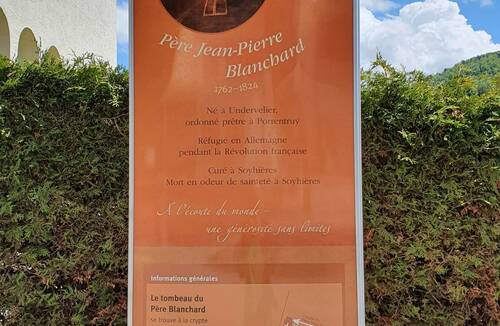 Père Jean-Pierre
Blanchard
1762-1824
Né à Undervelier,
ordonné prêtre à Porrentruy
Réfugié en Allemagne
pendant la Révolution française
Curé à Soyhières
Mort en odeur de sainteté à Soyhières
À l'écoute du monde –
une générosité sans limites
Informations générales
Le tombeau du
Père Blanchard
se trouve à la crypte